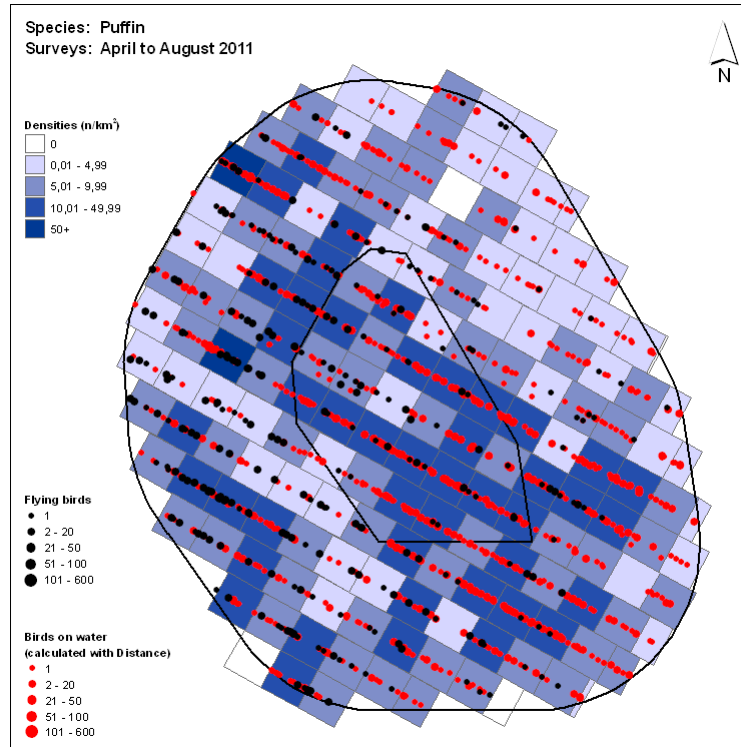 Species: Puffin
Surveys: April to August 2011
N
Densities (n/km²)
0
0,01 - 4,99
5,01 - 9,99
10,01 - 49,99
50+
Flying birds
1
2 - 20
21 - 50
51 - 100
101 - 600
Birds on water
(calculated with Distance)
1
2 - 20
21 - 50
51 - 100
101 - 600